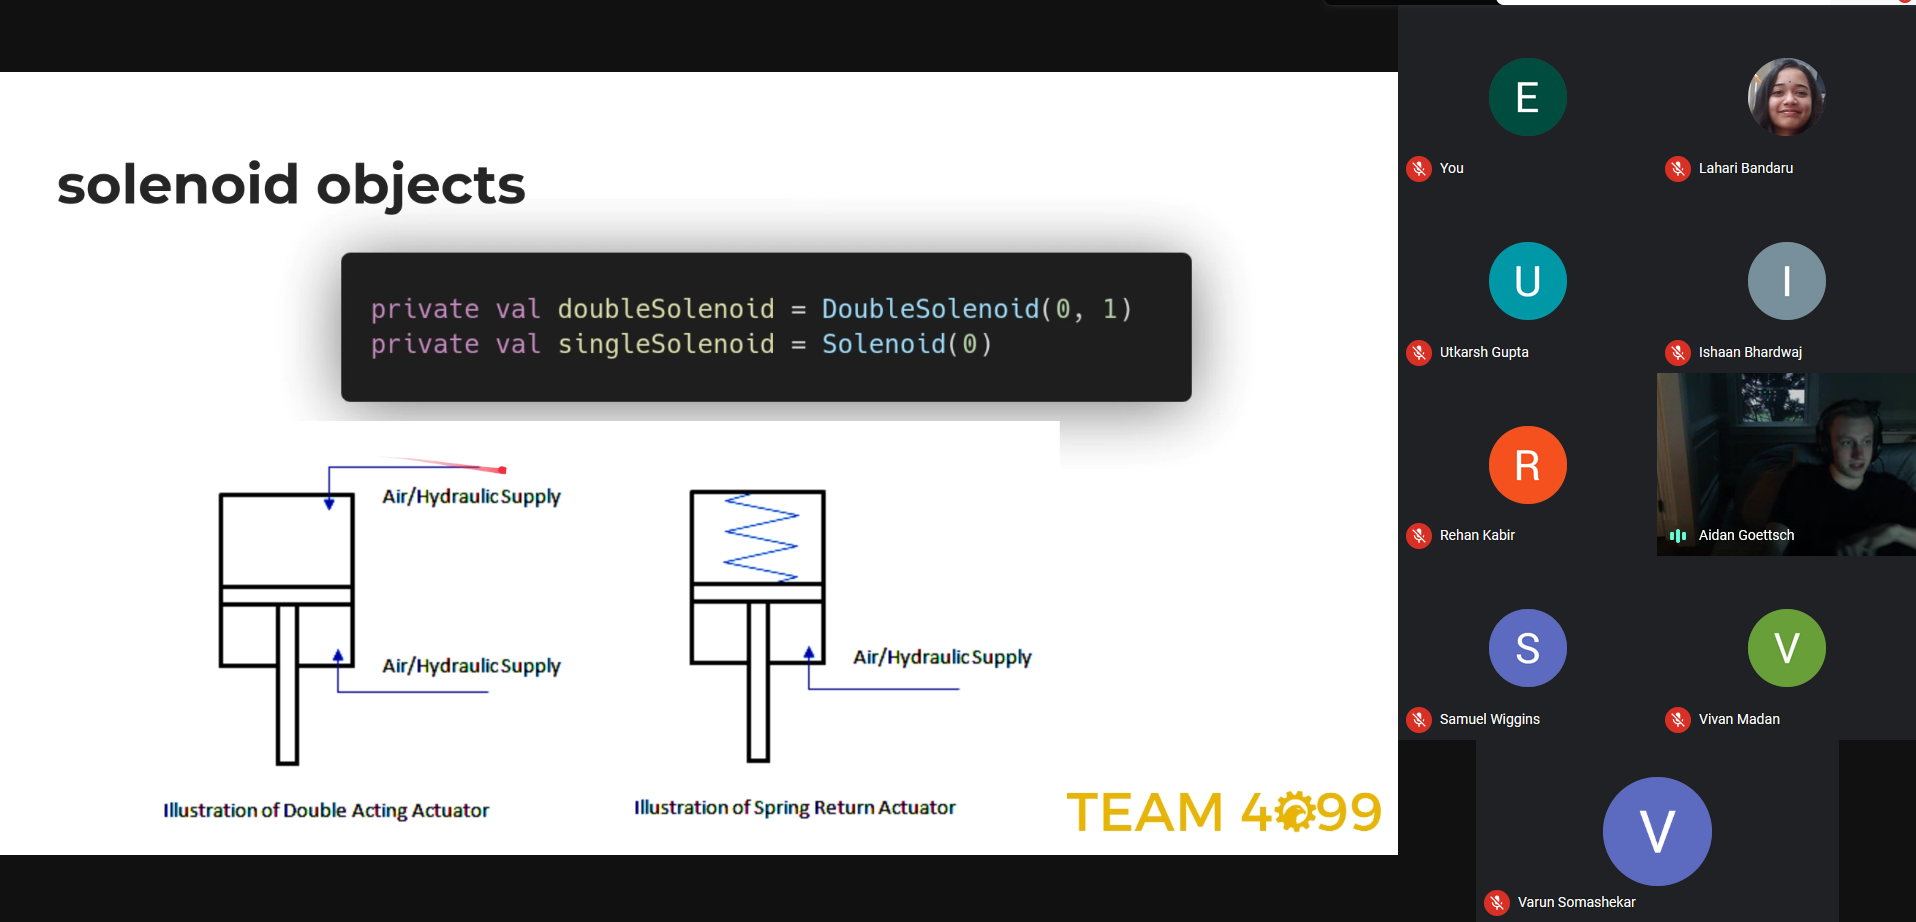 solenoid objects
private val doubleSolenoid = DoubleSolenoid(0, 1)
private val singleSolenoid = Solenoid(0)
Air/Hydraulic Supply
Air/Hydraulic Supply
Illustration of Double Acting Actuator
Air/Hydraulic Supply
Illustration of Spring Return Actuator
TEAM 4099
E
You
Lahari Bandaru
U
Utkarsh Gupta
I
Ishaan Bhardwaj
R
Rehan Kabir
Aidan Goettsch
S
Samuel Wiggins
V
Vivan Madan
V
Varun Somashekar